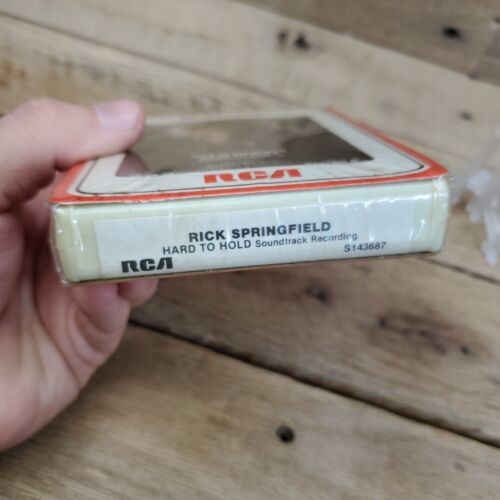 RCA
RICK SPRINGFIELD
HARD TO HOLD Soundtrack Recording
S143687
RCA